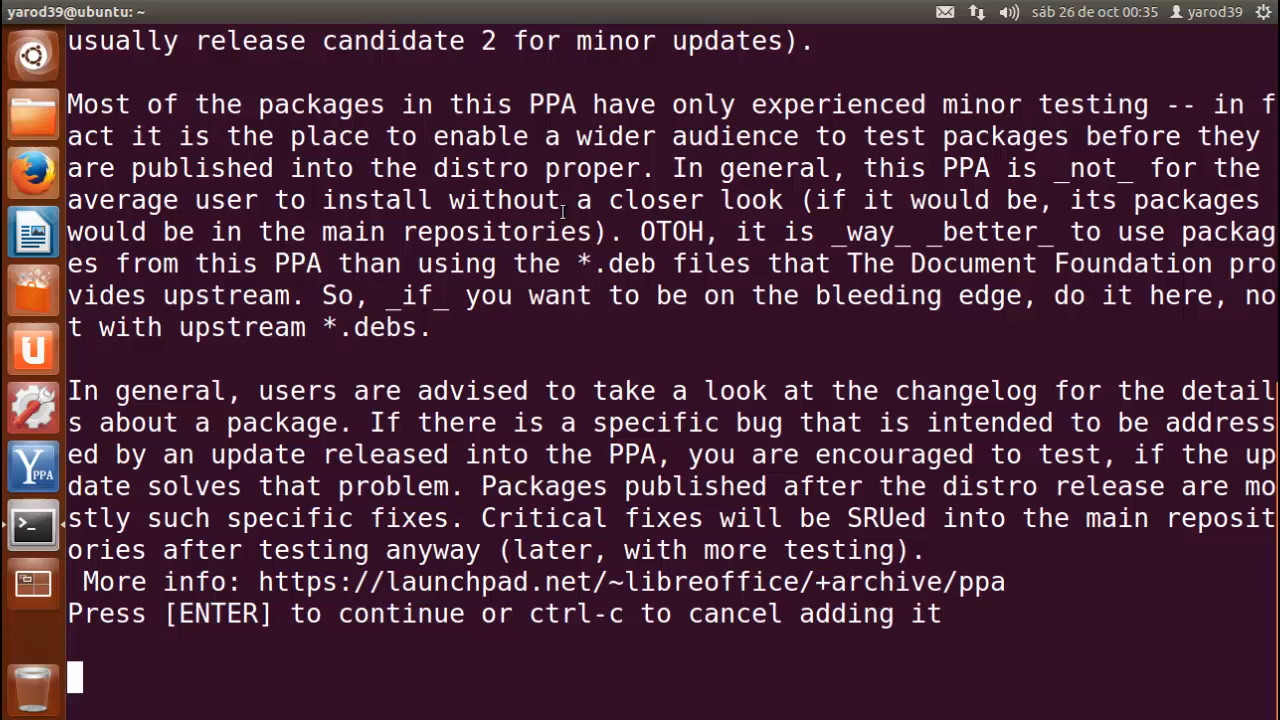 yarod39@ubuntu: ~
sáb 26 de oct 00:35
yarod39
usually release candidate 2 for minor updates).
Most of the packages in this PPA have only experienced minor testing -- in f
act it is the place to enable a wider audience to test packages before they
are published into the distro proper. In general, this PPA is _not_ for the
average user to install without a closer look (if it would be, its packages
would be in the main repositories). OTOH, it is _way_ _better_ to use packag
es from this PPA than using the *.deb files that The Document Foundation pro
vides upstream. So, _if_ you want to be on the bleeding edge, do it here, no
t with upstream *.debs.
In general, users are advised to take a look at the changelog for the detail
s about a package. If there is a specific bug that is intended to be address
ed by an update released into the PPA, you are encouraged to test, if the up
date solves that problem. Packages published after the distro release are mo
stly such specific fixes. Critical fixes will be SRUed into the main reposit
ories after testing anyway (later, with more testing).
More info: https://launchpad.net/~libreoffice/+archive/ppa
Press [ENTER] to continue or ctrl-c to cancel adding it
Y PPA